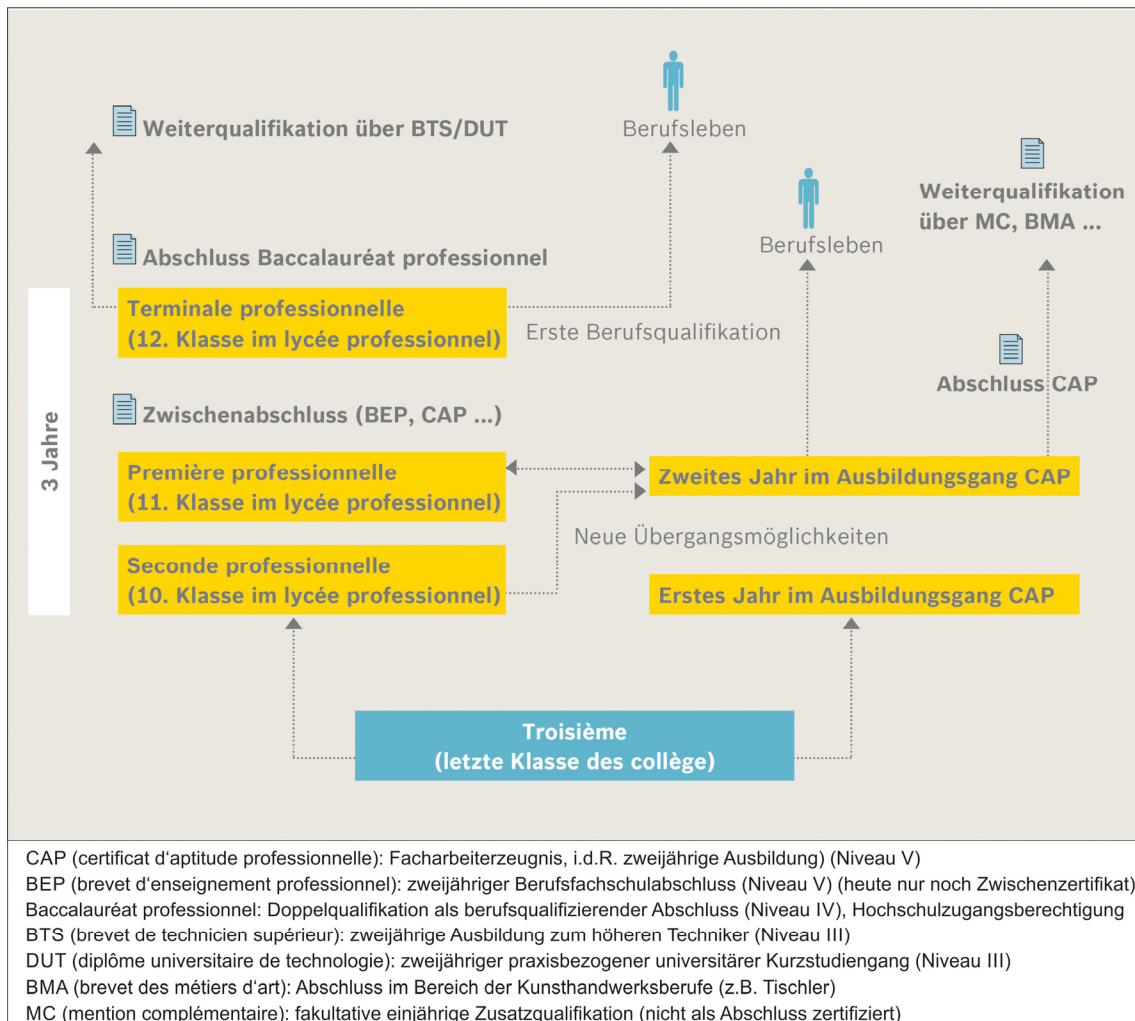 Weiterqualifikation über BTS/DUT
Berufsleben
Weiterqualifikation
über MC, BMA ...
Berufsleben
Abschluss Baccalauréat professionnel
Terminale professionnelle
(12. Klasse im lycée professionnel)
Erste Berufsqualifikation
Abschluss CAP
3 Jahre
Zwischenabschluss (BEP, CAP ...)
Première professionnelle
(11. Klasse im lycée professionnel)
Zweites Jahr im Ausbildungsgang CAP
Neue Übergangsmöglichkeiten
Seconde professionnelle
(10. Klasse im lycée professionnel)
Erstes Jahr im Ausbildungsgang CAP
Troisième
(letzte Klasse des collège)
CAP (certificat d'aptitude professionnelle): Facharbeiterzeugnis, i.d.R. zweijährige Ausbildung) (Niveau V)
BEP (brevet d'enseignement professionnel): zweijähriger Berufsfachschulabschluss (Niveau V) (heute nur noch Zwischenzertifikat)
Baccalauréat professionnel: Doppelqualifikation als berufsqualifizierender Abschluss (Niveau IV), Hochschulzugangsberechtigung
BTS (brevet de technicien supérieur): zweijährige Ausbildung zum höheren Techniker (Niveau III)
DUT (diplôme universitaire de technologie): zweijähriger praxisbezogener universitärer Kurzstudiengang (Niveau III)
BMA (brevet des métiers d'art): Abschluss im Bereich der Kunsthandwerksberufe (z.B. Tischler)
MC (mention complémentaire): fakultative einjährige Zusatzqualifikation (nicht als Abschluss zertifiziert)